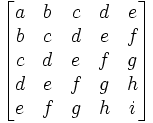 a b c d e
b c d e f
c d e f g
d e f g h
e f g h i